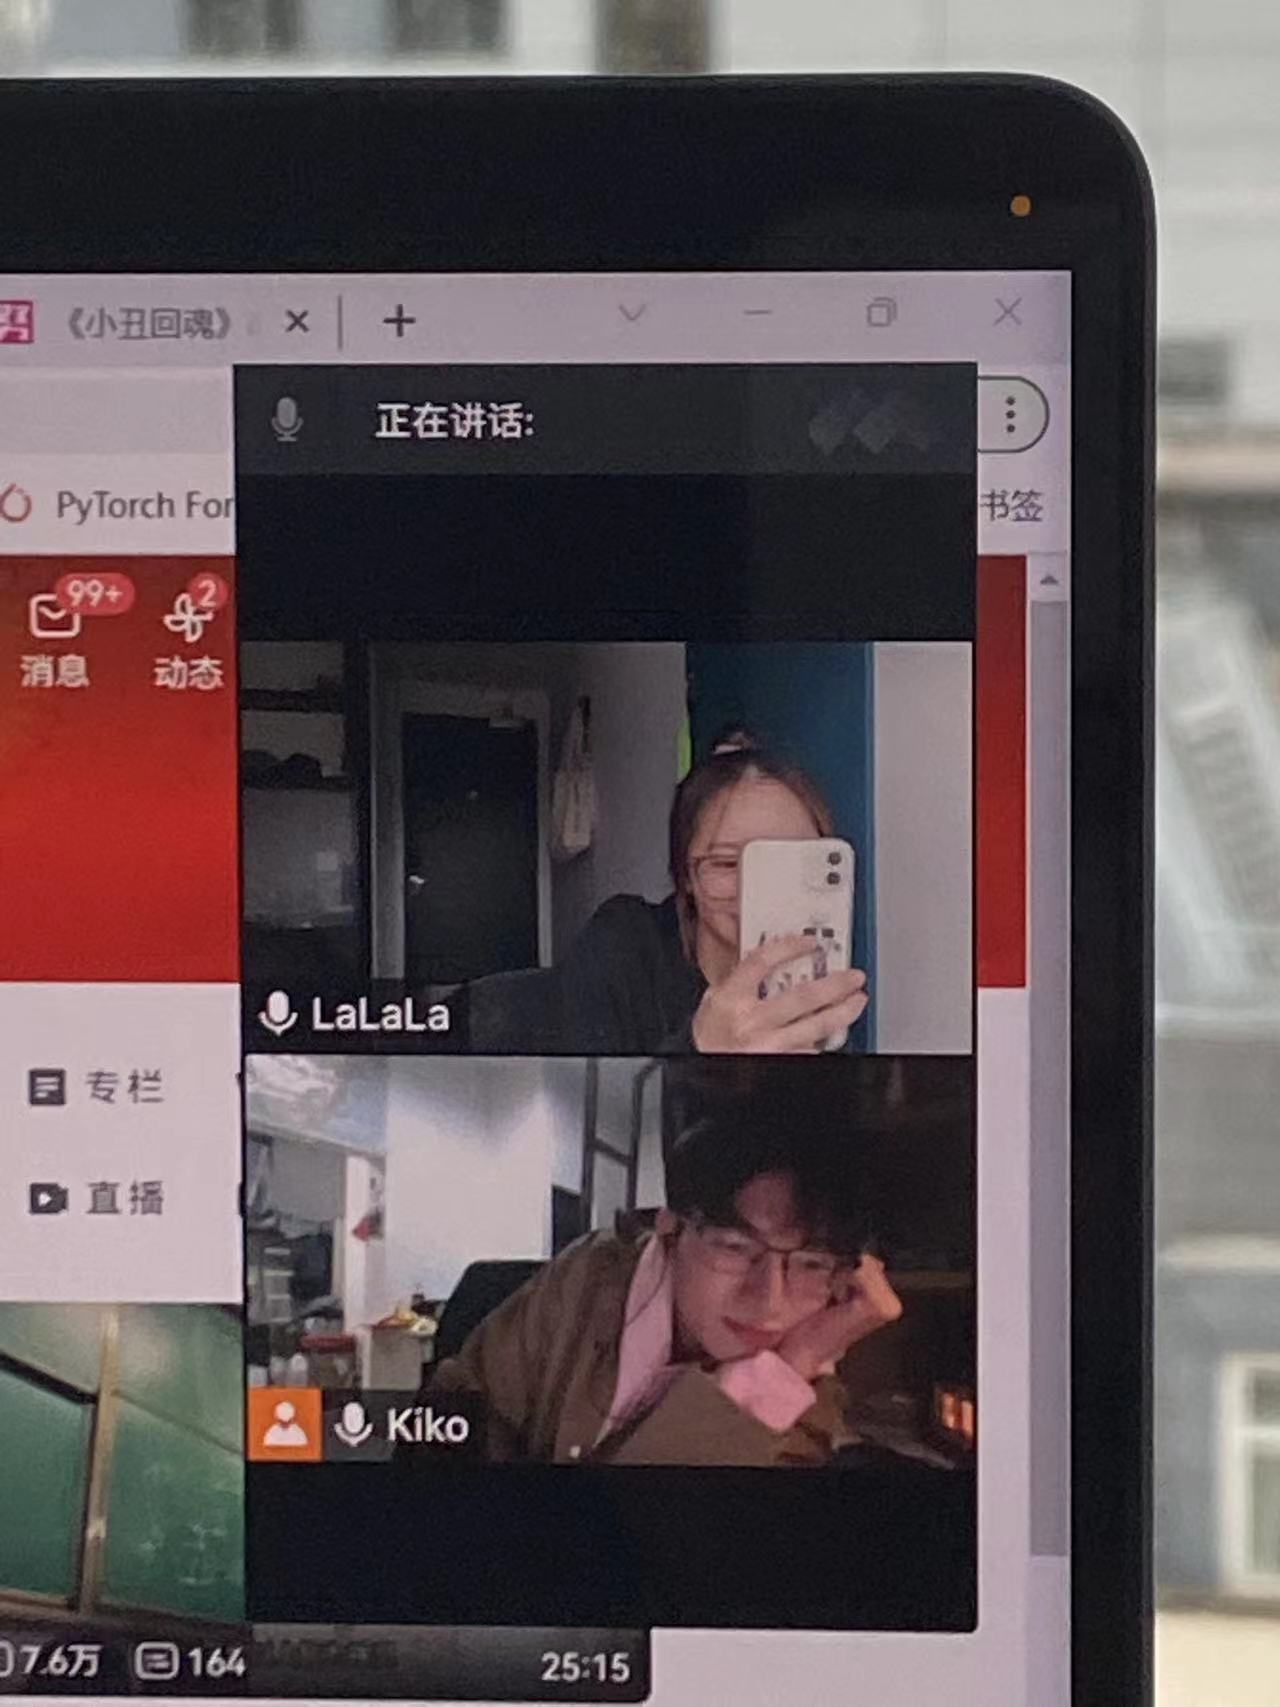 《小丑回魂》
正在讲话:
PyTorch For
书签
99+
2
消息
动态
LaLaLa
专栏
直播
Kiko
7.6万
164
25:15